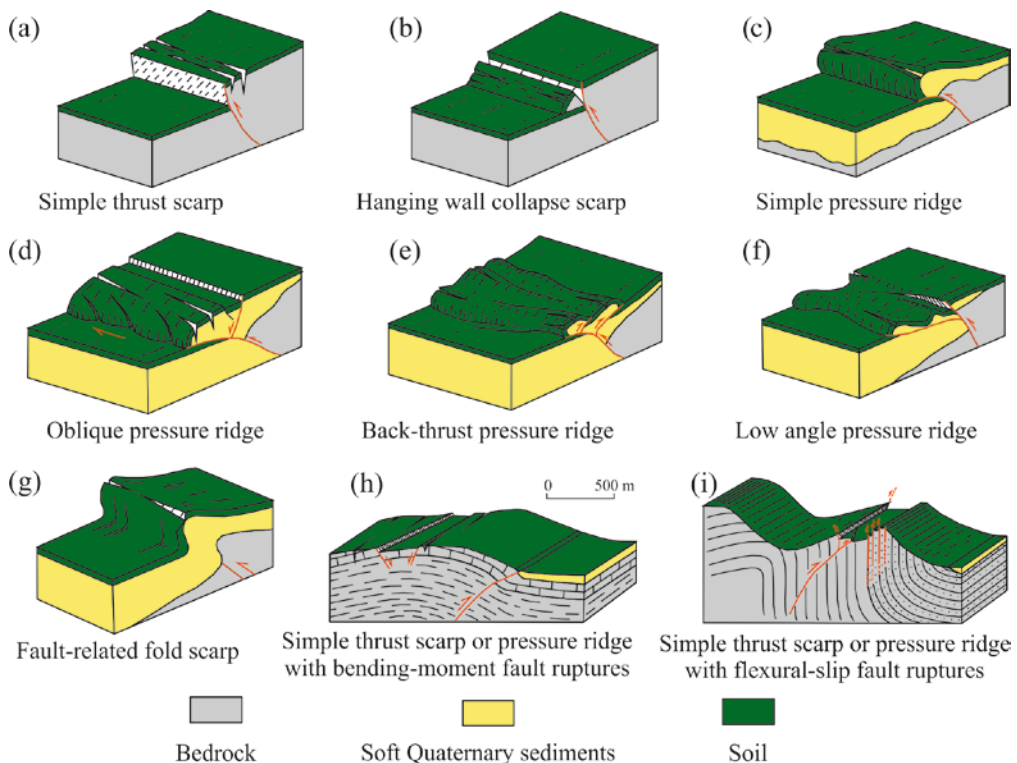 (a)
(b)
(c)
Simple thrust scarp
Hanging wall collapse scarp
Simple pressure ridge
(d)
(e)
(f)
Oblique pressure ridge
Back-thrust pressure ridge
Low angle pressure ridge
(g)
(h)
0 500 m
(i)
Fault-related fold scarp
Simple thrust scarp or pressure ridge
with bending-moment fault ruptures
Simple thrust scarp or pressure ridge
with flexural-slip fault ruptures
Bedrock
Soft Quaternary sediments
Soil